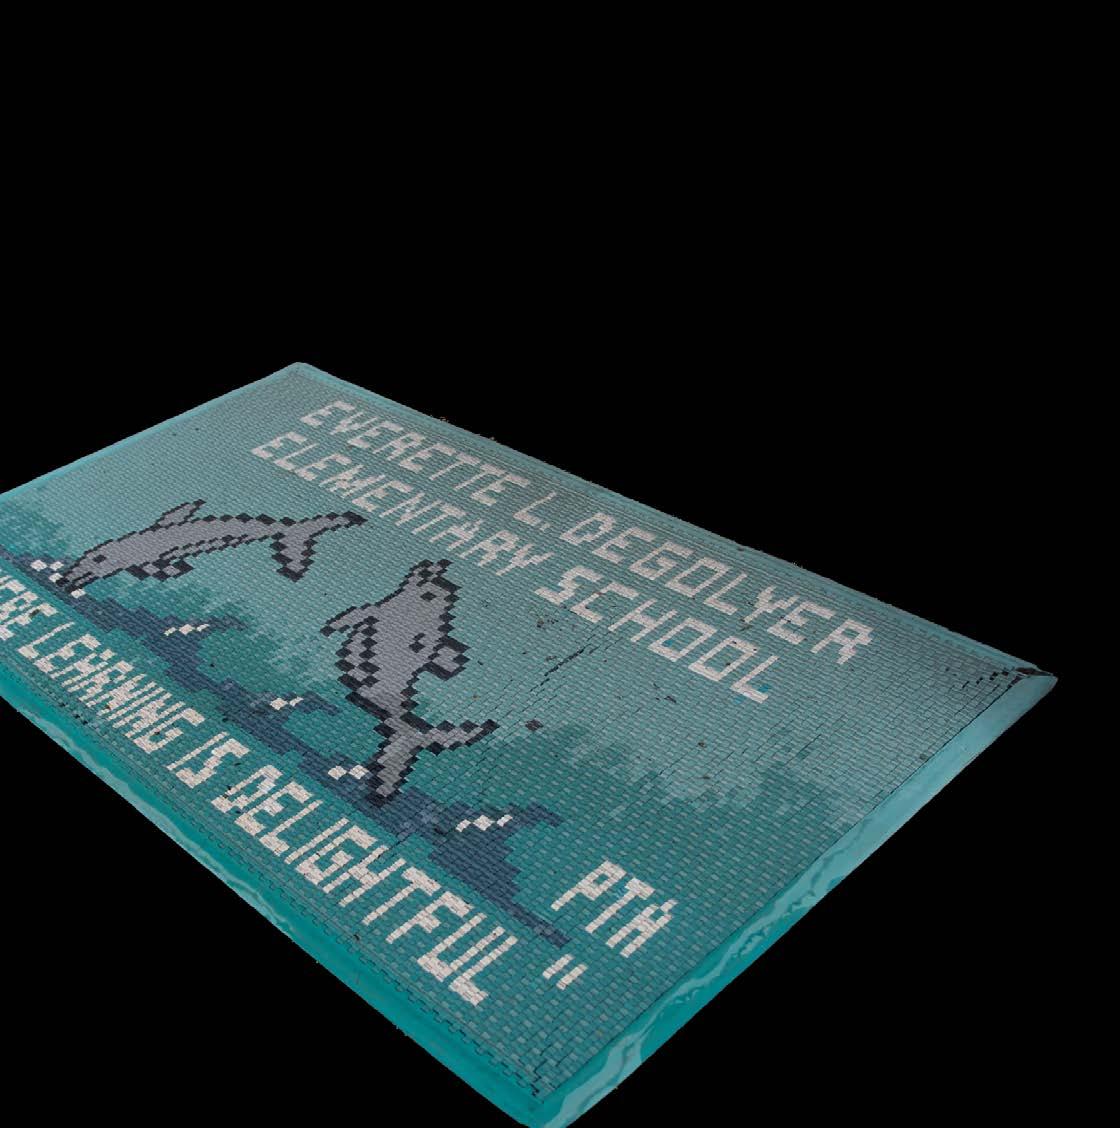 EVERETTE L. DEGOLYER
ELEMENTARY SCHOOL
PTA
LEARNING IS DELIGHTFUL "